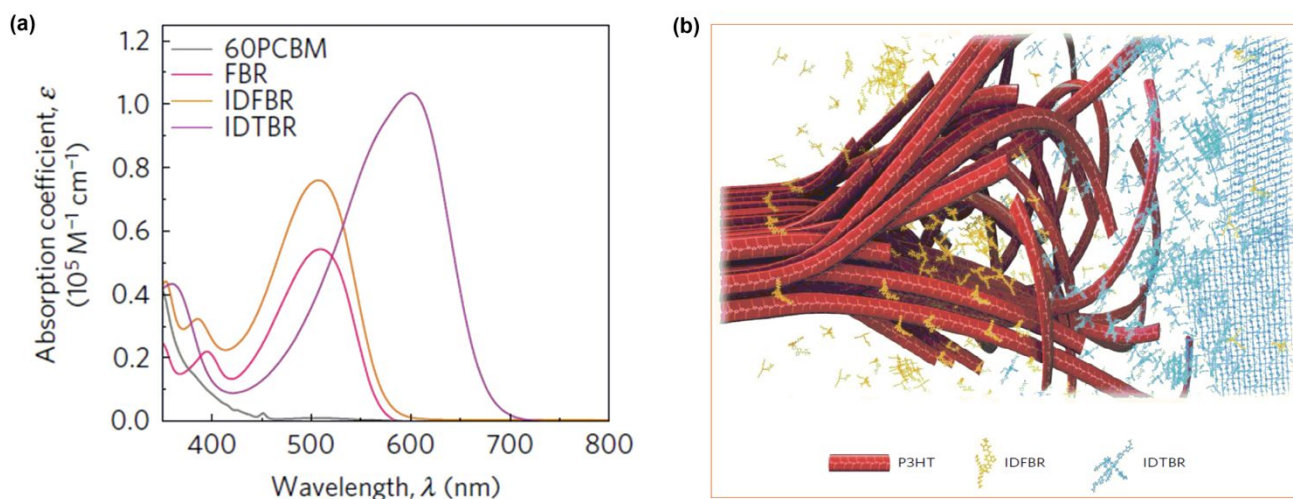 (a)
1.2
1.0
0.8
0.6
0.4
0.2
0.0
Absorption coefficient, ε
(10⁵ M⁻¹ cm⁻¹)
60PCBM
FBR
IDFBR
IDTBR
400
500
600
700
800
Wavelength, λ (nm)
(b)
P3HT
IDFBR
IDTBR